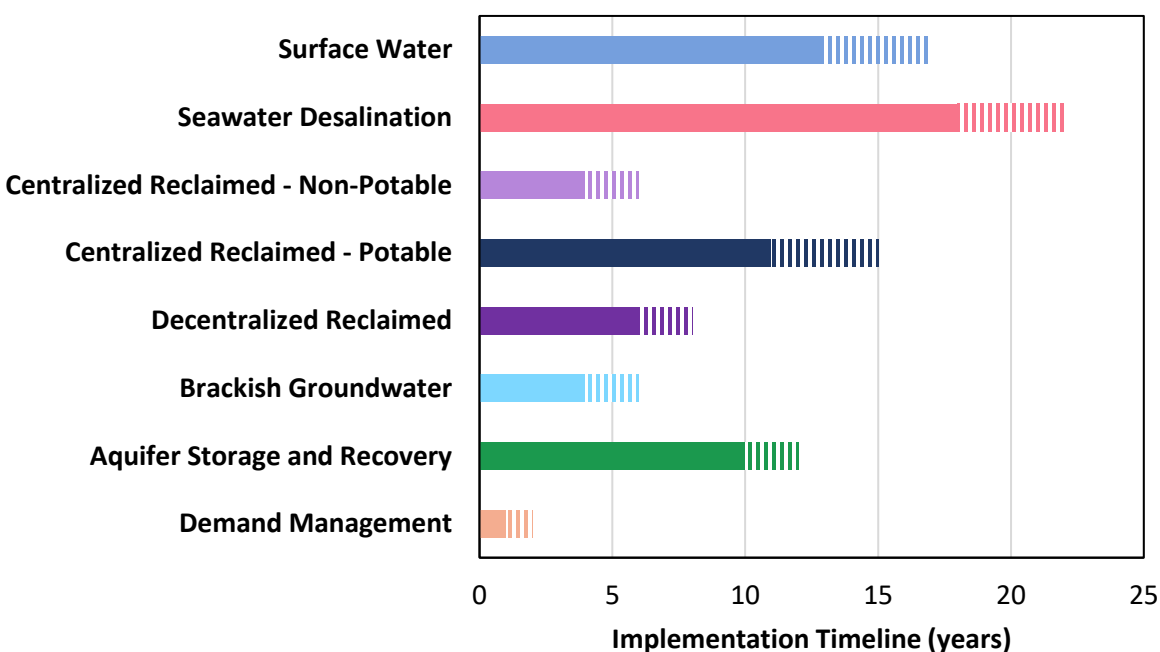 Surface Water
Seawater Desalination
Centralized Reclaimed - Non-Potable
Centralized Reclaimed - Potable
Decentralized Reclaimed
Brackish Groundwater
Aquifer Storage and Recovery
Demand Management
0 5 10 15 20 25
Implementation Timeline (years)